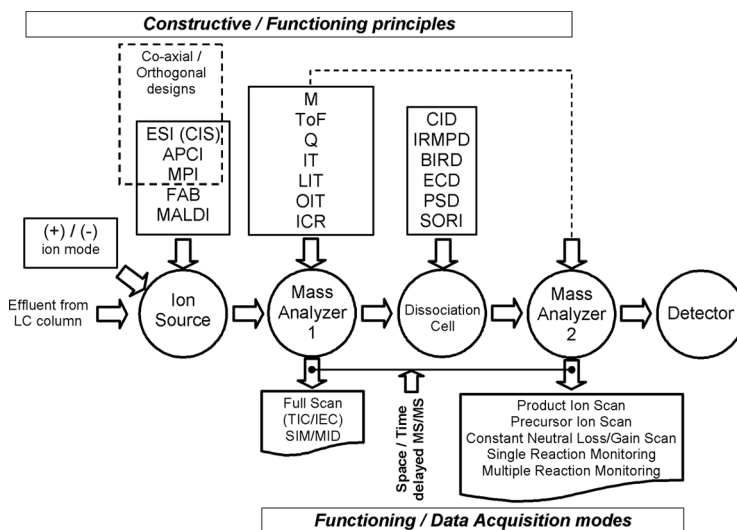 Constructive / Functioning principles
Co-axial /
Orthogonal
designs
ESI (CIS)
APCI
MPI
FAB
MALDI
M
ToF
Q
IT
LIT
OIT
ICR
CID
IRMPD
BIRD
ECD
PSD
SORI
(+) / (-)
ion mode
Effluent from
LC column
Ion
Source
Mass
Analyzer
1
Dissociation
Cell
Mass
Analyzer
2
Detector
Full Scan
(TIC/IEC)
SIM/MID
Space / Time
delayed MS/MS
Product Ion Scan
Precursor Ion Scan
Constant Neutral Loss/Gain Scan
Single Reaction Monitoring
Multiple Reaction Monitoring
Functioning / Data Acquisition modes